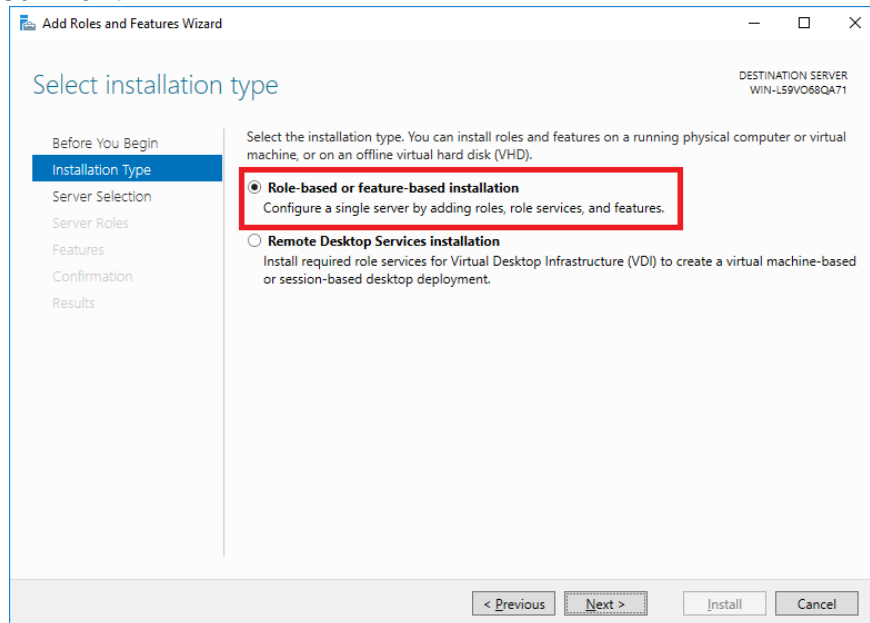 Add Roles and Features Wizard
Select installation type
DESTINATION SERVER
WIN-L59VO68QA71
Before You Begin
Installation Type
Server Selection
Server Roles
Features
Confirmation
Results
Select the installation type. You can install roles and features on a running physical computer or virtual
machine, or on an offline virtual hard disk (VHD).
Role-based or feature-based installation
Configure a single server by adding roles, role services, and features.
Remote Desktop Services installation
Install required role services for Virtual Desktop Infrastructure (VDI) to create a virtual machine-based
or session-based desktop deployment.
< Previous
Next >
Install
Cancel